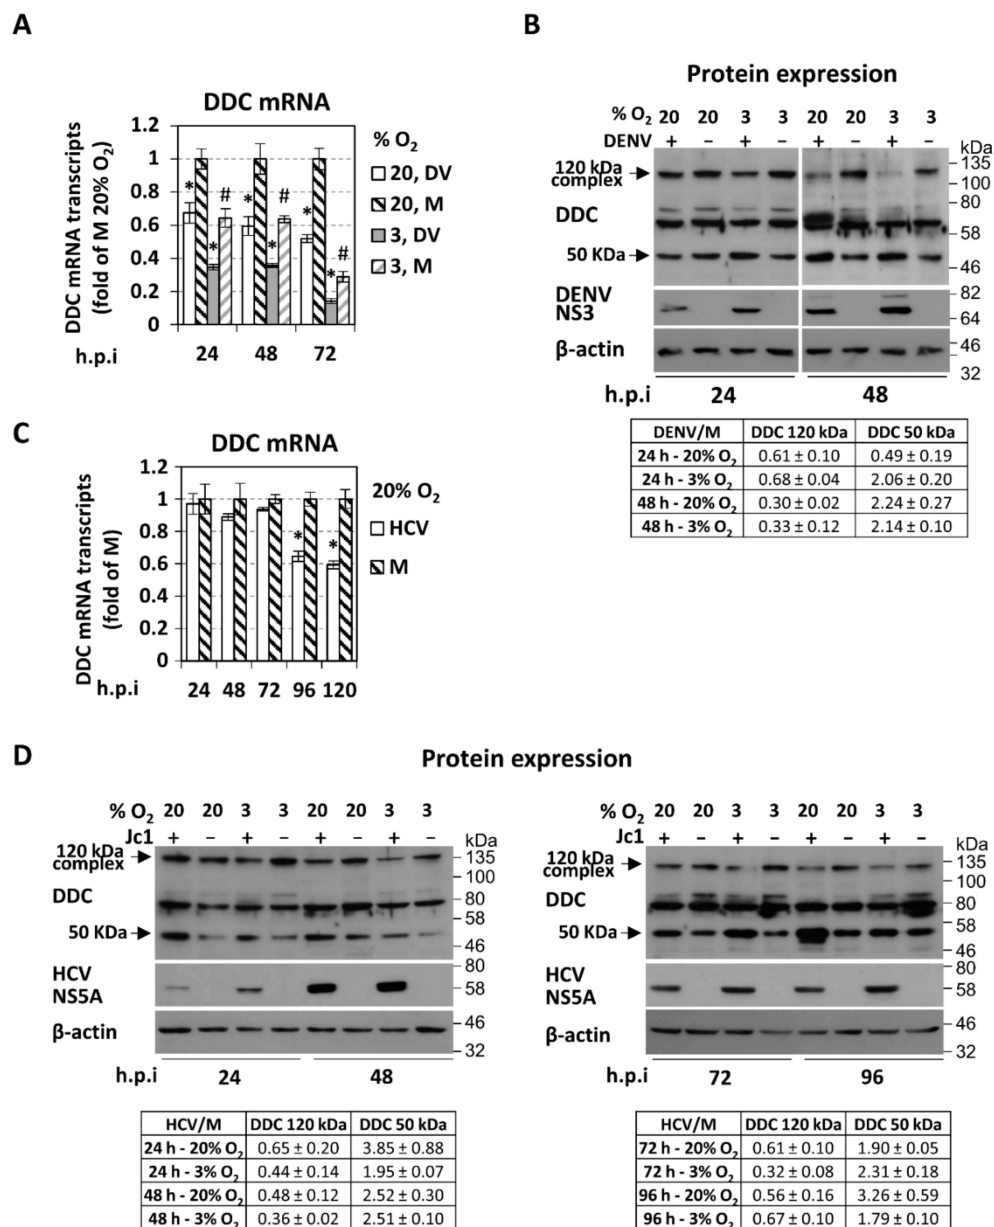 A
DDC mRNA
DDC mRNA transcripts
(fold of M 20% O2)
1.2
1
0.8
0.6
0.4
0.2
0
* * # * * # * * #
% O2
20, DV
20, M
3, DV
3, M
h.p.i 24 48 72
B
Protein expression
% O2 20 20 3 3 20 20 3 3
DENV + − + − + − + −
kDa
120 kDa
complex
DDC
50 KDa
135
100
80
58
46
DENV
NS3
82
64
β-actin
46
32
h.p.i 24 48
DENV/M DDC 120 kDa DDC 50 kDa
24 h - 20% O2 0.61 ± 0.10 0.49 ± 0.19
24 h - 3% O2 0.68 ± 0.04 2.06 ± 0.20
48 h - 20% O2 0.30 ± 0.02 2.24 ± 0.27
48 h - 3% O2 0.33 ± 0.12 2.14 ± 0.10
C
DDC mRNA
DDC mRNA transcripts
(fold of M)
1.2
1
0.8
0.6
0.4
0.2
0
* *
20% O2
HCV
M
h.p.i 24 48 72 96 120
D
Protein expression
% O2 20 20 3 3 20 20 3 3
Jc1 + − + − + − + −
kDa
120 kDa
complex
DDC
50 KDa
135
100
80
58
46
HCV
NS5A
80
58
β-actin
46
32
h.p.i 24 48
HCV/M DDC 120 kDa DDC 50 kDa
24 h - 20% O2 0.65 ± 0.20 3.85 ± 0.88
24 h - 3% O2 0.44 ± 0.14 1.95 ± 0.07
48 h - 20% O2 0.48 ± 0.12 2.52 ± 0.30
48 h - 3% O2 0.36 ± 0.02 2.51 ± 0.10
% O2 20 20 3 3 20 20 3 3
Jc1 + − + − + − + −
kDa
120 kDa
complex
DDC
50 KDa
135
100
80
58
46
HCV
NS5A
80
58
β-actin
46
32
h.p.i 72 96
HCV/M DDC 120 kDa DDC 50 kDa
72 h - 20% O2 0.61 ± 0.10 1.90 ± 0.05
72 h - 3% O2 0.32 ± 0.08 2.31 ± 0.18
96 h - 20% O2 0.56 ± 0.16 3.26 ± 0.59
96 h - 3% O2 0.67 ± 0.10 1.79 ± 0.10